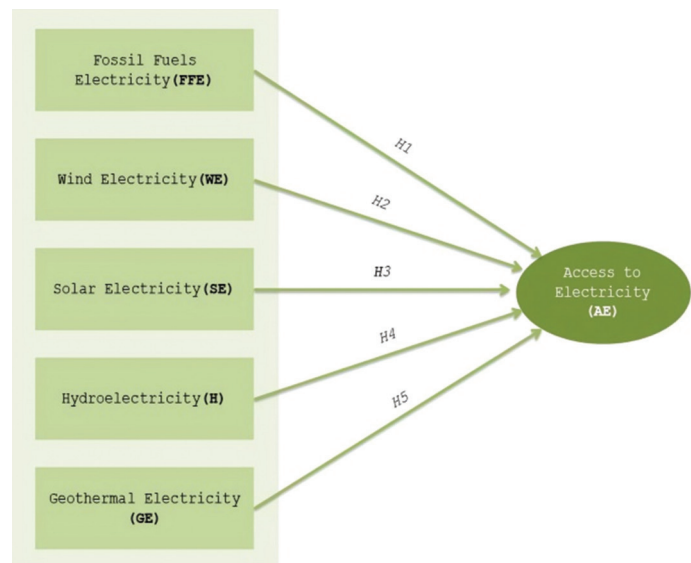 Fossil Fuels
Electricity(FFE)
H1
Wind Electricity(WE)
H2
Solar Electricity(SE)
H3
Access to
Electricity
(AE)
Hydroelectricity(H)
H4
Geothermal Electricity
(GE)
H5